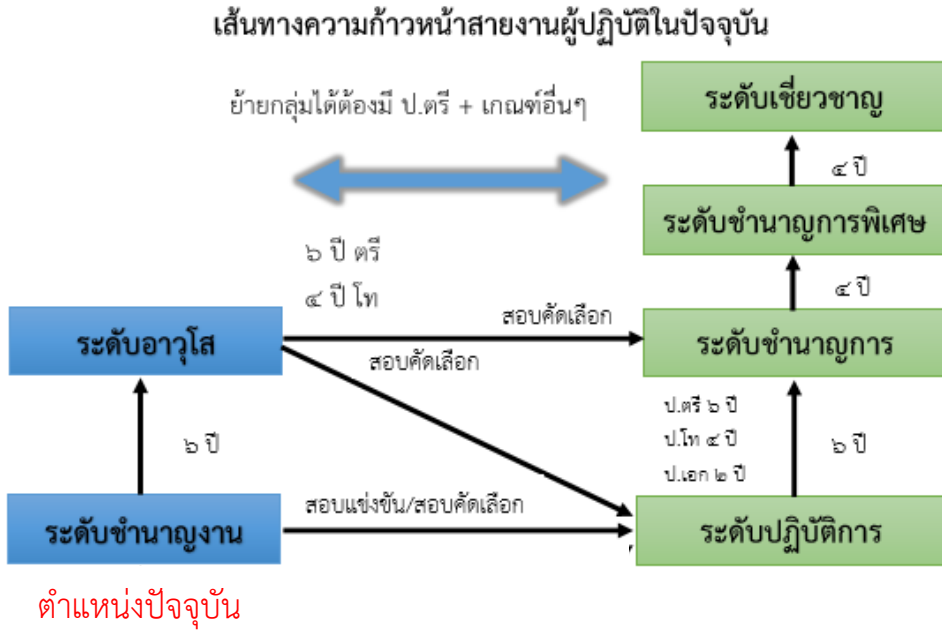 เส้นทางความก้าวหน้าสายงานผู้ปฏิบัติในปัจจุบัน
ย้ายกลุ่มได้ต้องมี ป.ตรี + เกณฑ์อื่นๆ
ระดับเชี่ยวชาญ
๔ ปี
ระดับชำนาญการพิเศษ
๖ ปี ตรี
๔ ปี โท
๔ ปี
ระดับอาวุโส
สอบคัดเลือก
สอบคัดเลือก
ระดับชำนาญการ
๖ ปี
ป.ตรี ๖ ปี
ป.โท ๔ ปี
ป.เอก ๒ ปี
๖ ปี
ระดับชำนาญงาน
สอบแข่งขัน/สอบคัดเลือก
ระดับปฏิบัติการ
ตำแหน่งปัจจุบัน